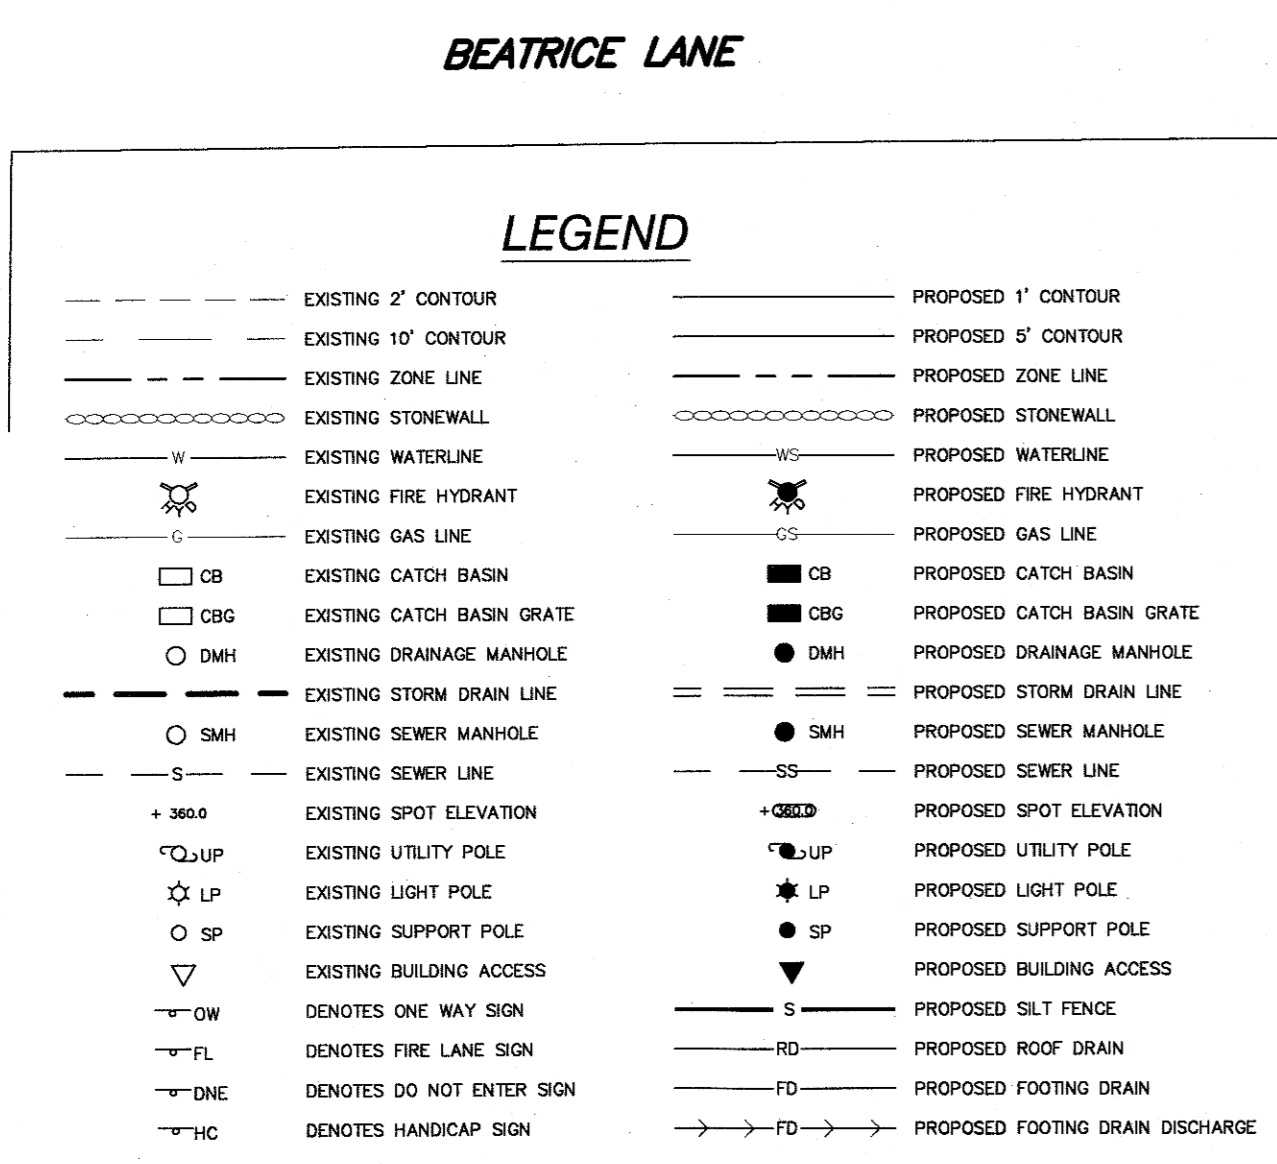 BEATRICE LANE
LEGEND
EXISTING 2' CONTOUR
EXISTING 10' CONTOUR
EXISTING ZONE LINE
EXISTING STONEWALL
W EXISTING WATERLINE
EXISTING FIRE HYDRANT
G EXISTING GAS LINE
CB EXISTING CATCH BASIN
CBG EXISTING CATCH BASIN GRATE
DMH EXISTING DRAINAGE MANHOLE
EXISTING STORM DRAIN LINE
SMH EXISTING SEWER MANHOLE
S EXISTING SEWER LINE
+ 360.0 EXISTING SPOT ELEVATION
UP EXISTING UTILITY POLE
LP EXISTING LIGHT POLE
SP EXISTING SUPPORT POLE
EXISTING BUILDING ACCESS
OW DENOTES ONE WAY SIGN
FL DENOTES FIRE LANE SIGN
DNE DENOTES DO NOT ENTER SIGN
HC DENOTES HANDICAP SIGN
PROPOSED 1' CONTOUR
PROPOSED 5' CONTOUR
PROPOSED ZONE LINE
PROPOSED STONEWALL
WS PROPOSED WATERLINE
PROPOSED FIRE HYDRANT
GS PROPOSED GAS LINE
CB PROPOSED CATCH BASIN
CBG PROPOSED CATCH BASIN GRATE
DMH PROPOSED DRAINAGE MANHOLE
PROPOSED STORM DRAIN LINE
SMH PROPOSED SEWER MANHOLE
SS PROPOSED SEWER LINE
+360.0 PROPOSED SPOT ELEVATION
UP PROPOSED UTILITY POLE
LP PROPOSED LIGHT POLE
SP PROPOSED SUPPORT POLE
PROPOSED BUILDING ACCESS
S PROPOSED SILT FENCE
RD PROPOSED ROOF DRAIN
FD PROPOSED FOOTING DRAIN
FD PROPOSED FOOTING DRAIN DISCHARGE